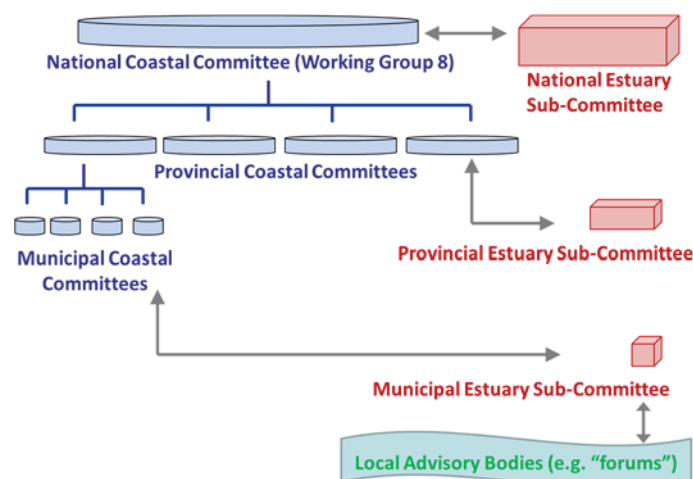 National Coastal Committee (Working Group 8)
National Estuary
Sub-Committee
Provincial Coastal Committees
Municipal Coastal
Committees
Provincial Estuary Sub-Committee
Municipal Estuary Sub-Committee
Local Advisory Bodies (e.g. “forums”)